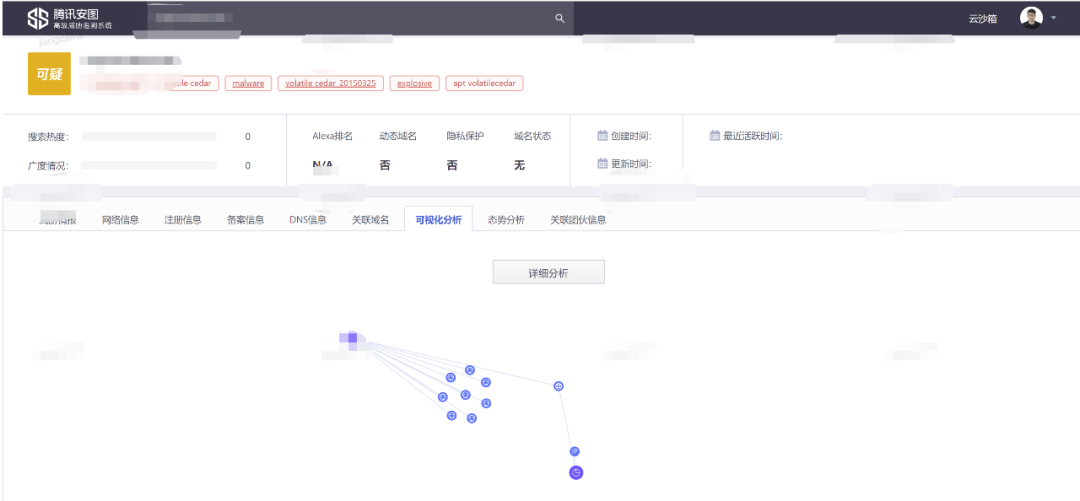 腾讯安图
高级威胁追溯系统
云沙箱
可疑
cedar
malware
volatile cedar_20150325
explosive
apt volatilecedar
搜索热度: 0
Alexa排名 动态域名 隐私保护 域名状态
创建时间:
最近活跃时间:
N/A 否 否 无
广度情况: 0
更新时间:
网络信息 注册信息 备案信息 DNS信息 关联域名 可视化分析 态势分析 关联团伙信息
详细分析